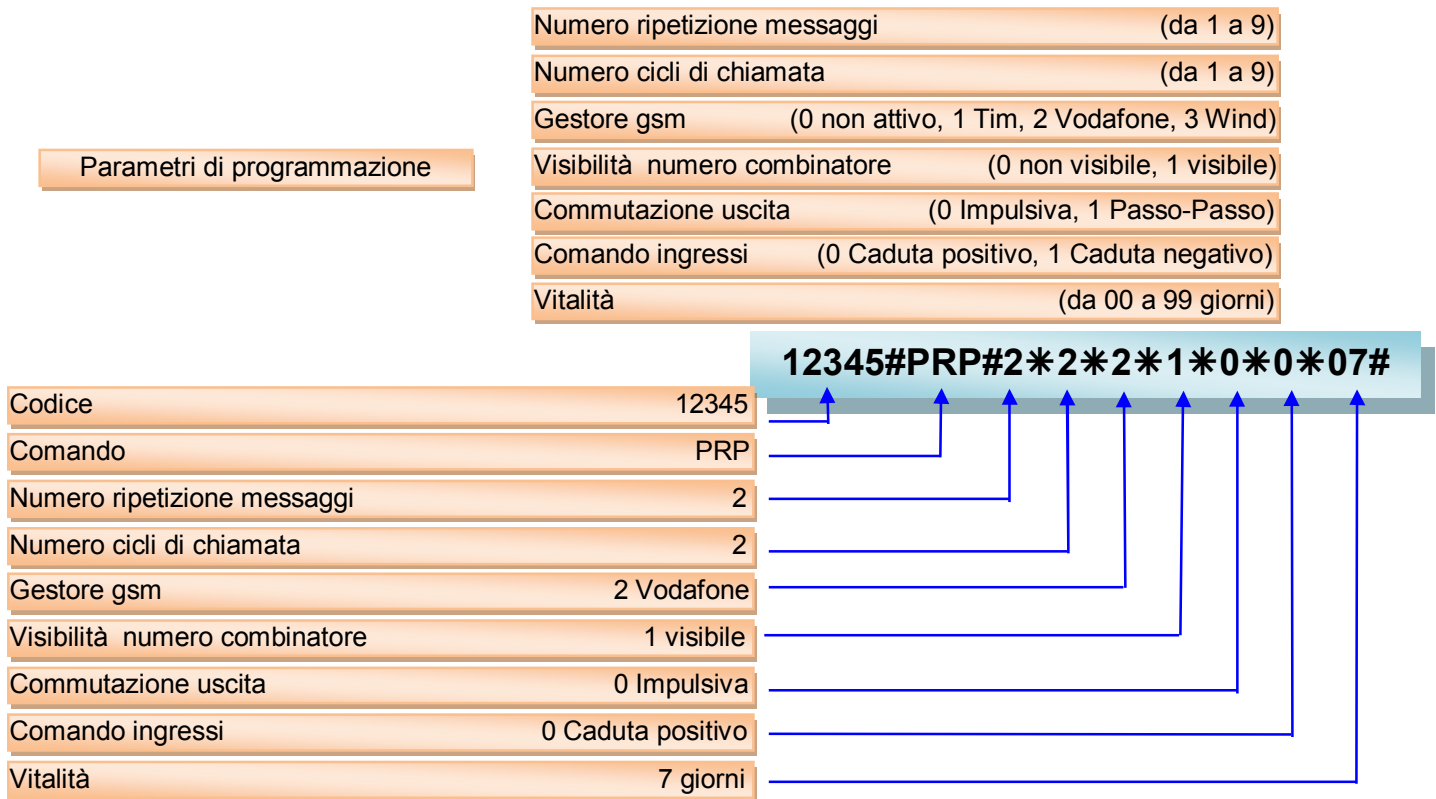 Numero ripetizione messaggi (da 1 a 9)
Numero cicli di chiamata (da 1 a 9)
Gestore gsm (0 non attivo, 1 Tim, 2 Vodafone, 3 Wind)
Parametri di programmazione
Visibilità numero combinatore (0 non visibile, 1 visibile)
Commutazione uscita (0 Impulsiva, 1 Passo-Passo)
Comando ingressi (0 Caduta positivo, 1 Caduta negativo)
Vitalità (da 00 a 99 giorni)
12345#PRP#2*2*2*1*0*0*07#
Codice 12345
Comando PRP
Numero ripetizione messaggi 2
Numero cicli di chiamata 2
Gestore gsm 2 Vodafone
Visibilità numero combinatore 1 visibile
Commutazione uscita 0 Impulsiva
Comando ingressi 0 Caduta positivo
Vitalità 7 giorni